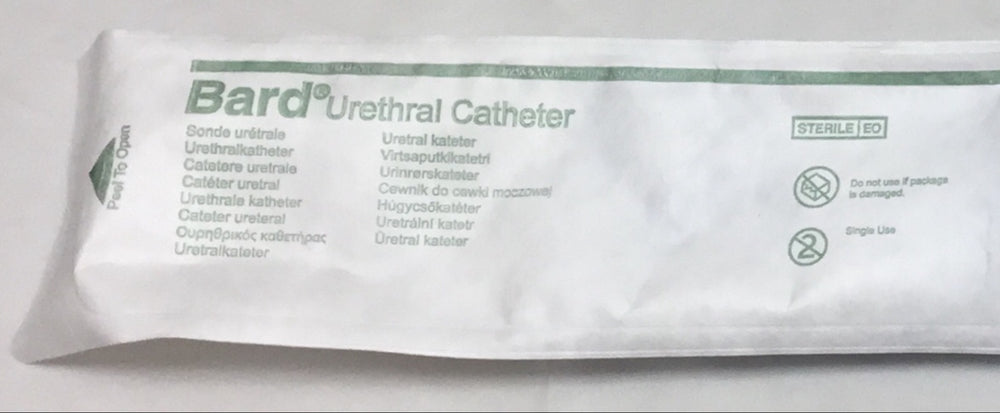 Bard® Urethral Catheter
Sonde urétrale
Urethralkatheter
Catetere uretrale
Catéter uretral
Urethrale katheter
Cateter ureteral
Ουρηθρικός καθετήρας
Uretralkateter
Uretral kateter
Virtsaputkikatetri
Urinrørskateter
Cewnik do cewki moczowej
Húgycsőkatéter
Uretrální katetr
Üretral kateter
Peel To Open
STERILE EO
Do not use if package
is damaged.
2
Single Use